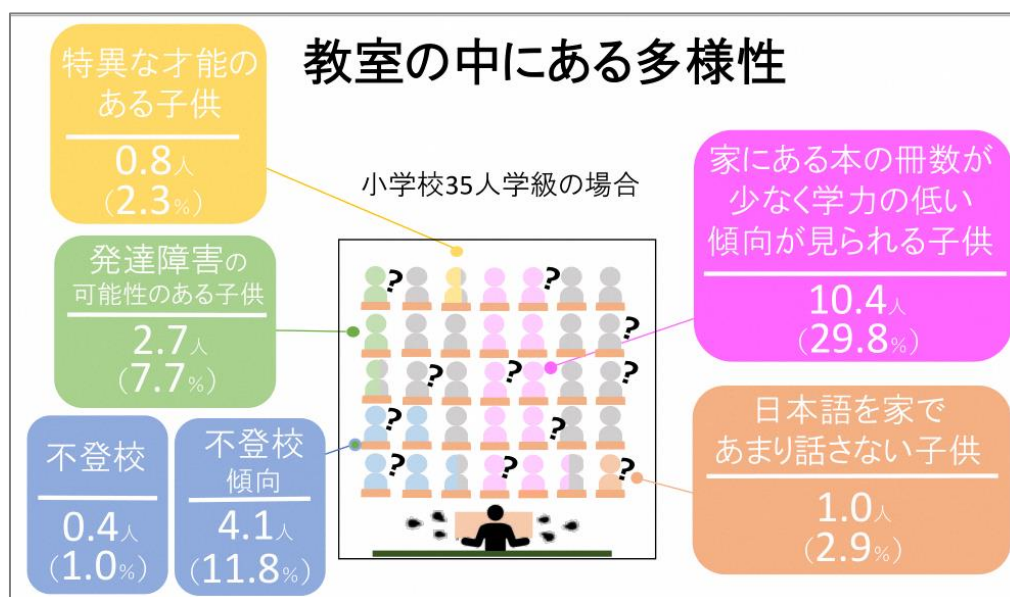 教室の中にある多様性
小学校35人学級の場合
特異な才能の
ある子供
0.8人
(2.3%)
発達障害の
可能性のある子供
2.7人
(7.7%)
不登校
0.4人
(1.0%)
不登校
傾向
4.1人
(11.8%)
家にある本の冊数が
少なく学力の低い
傾向が見られる子供
10.4人
(29.8%)
日本語を家で
あまり話さない子供
1.0人
(2.9%)
? ?
?
? ? ?
? ?
? ? ?